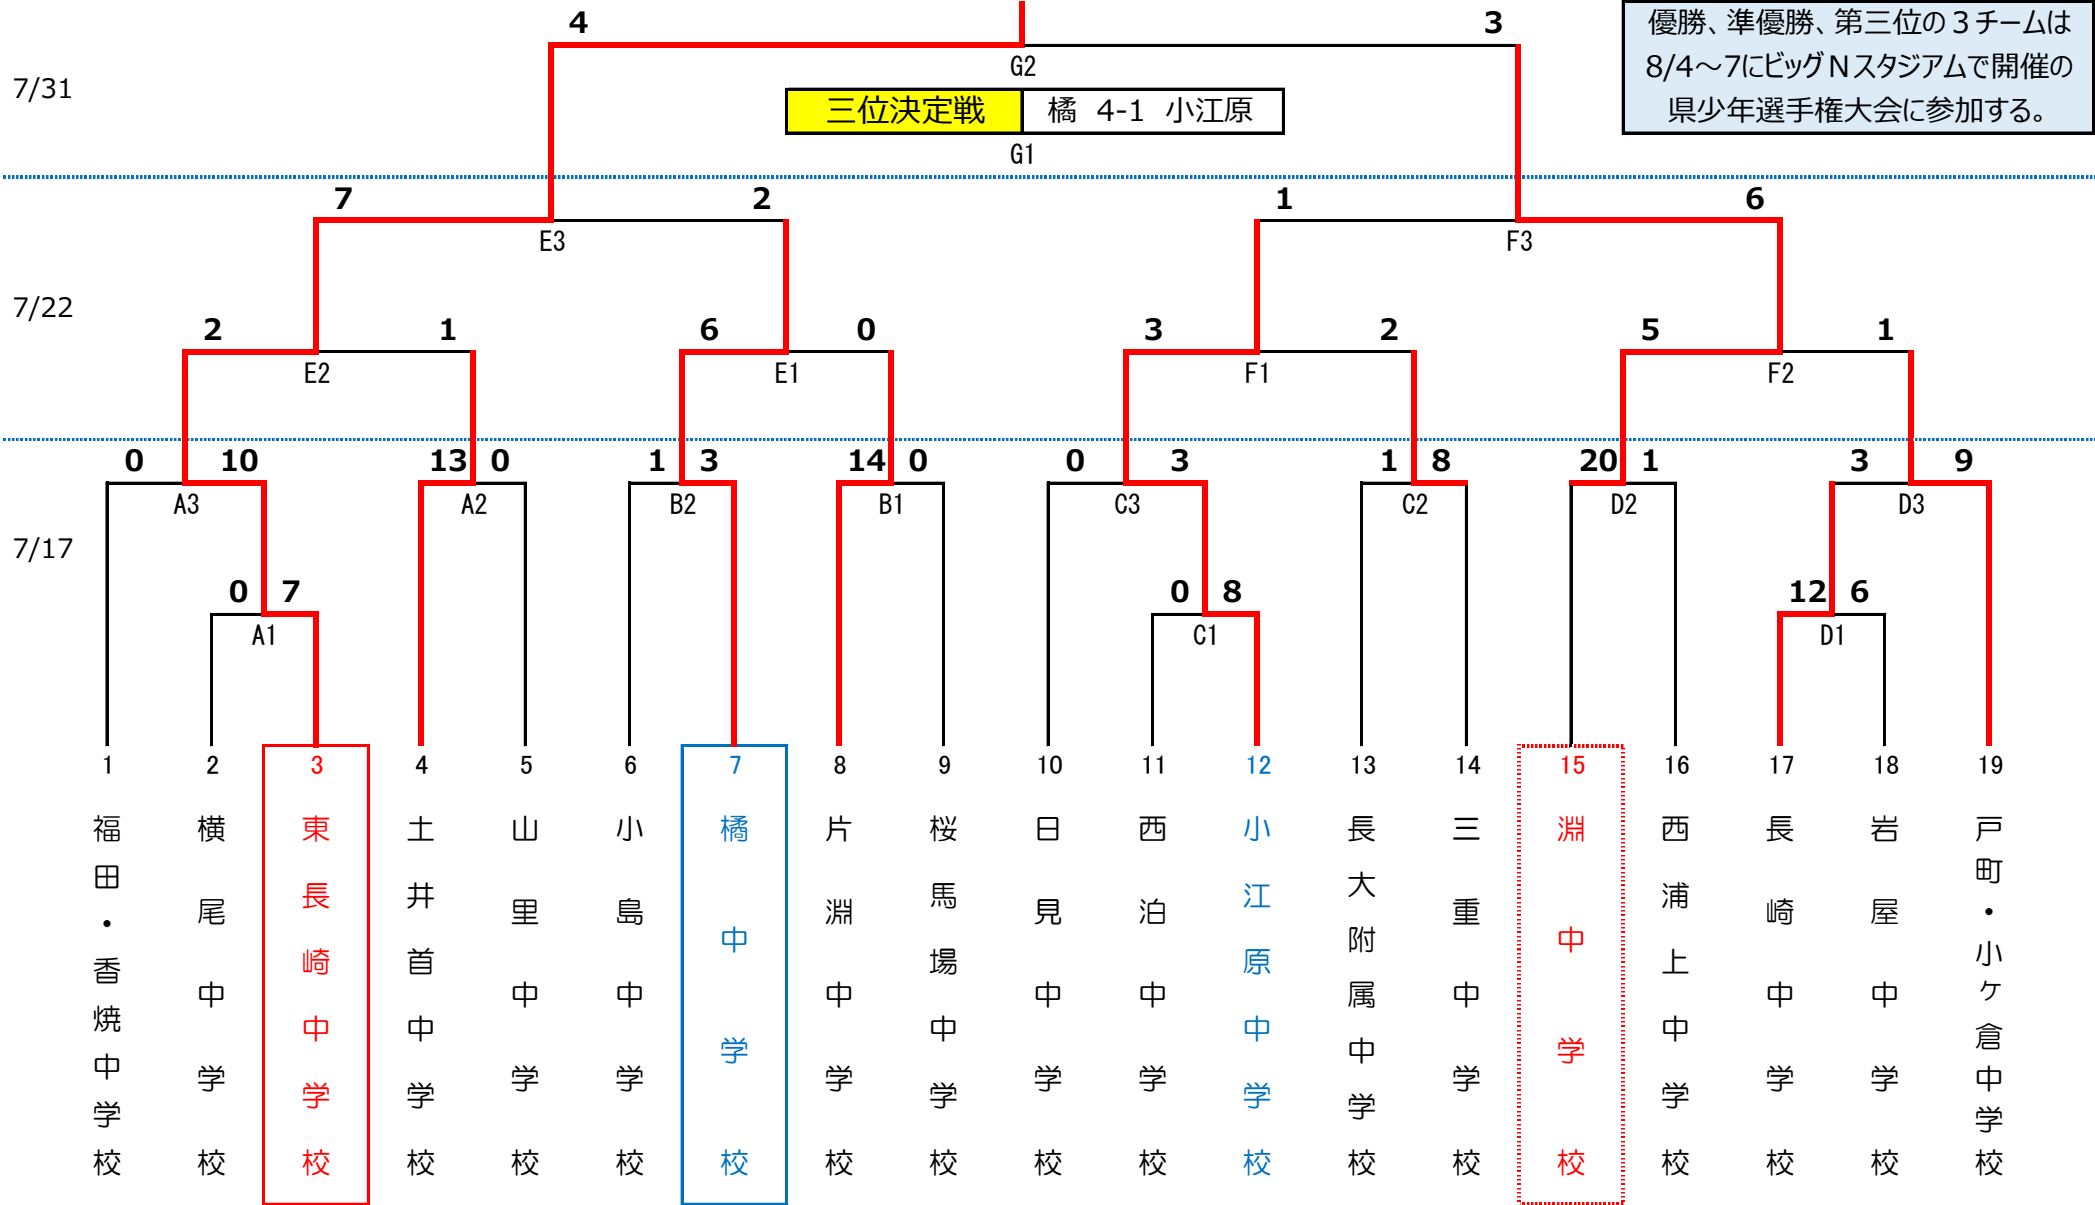 4 3
優勝、準優勝、第三位の3チームは
8/4～7にビッグNスタジアムで開催の
県少年選手権大会に参加する。
7/31
G2
三位決定戦 橘 4-1 小江原
G1
7 2 1 6
E3 F3
7/22
2 1 6 0 3 2 5 1
E2 E1 F1 F2
0 10 13 0 1 3 14 0 0 3 1 8 20 1 3 9
A3 A2 B2 B1 C3 C2 D2 D3
7/17
0 7 0 8 12 6
A1 C1 D1
1 2 3 4 5 6 7 8 9 10 11 12 13 14 15 16 17 18 19
福田・香焼中学校
横尾中学校
東長崎中学校
土井首中学校
山里中学校
小島中学校
橘中学校
片淵中学校
桜馬場中学校
日見中学校
西泊中学校
小江原中学校
長大附属中学校
三重中学校
淵中学校
西浦上中学校
長崎中学校
岩屋中学校
戸町・小ケ倉中学校